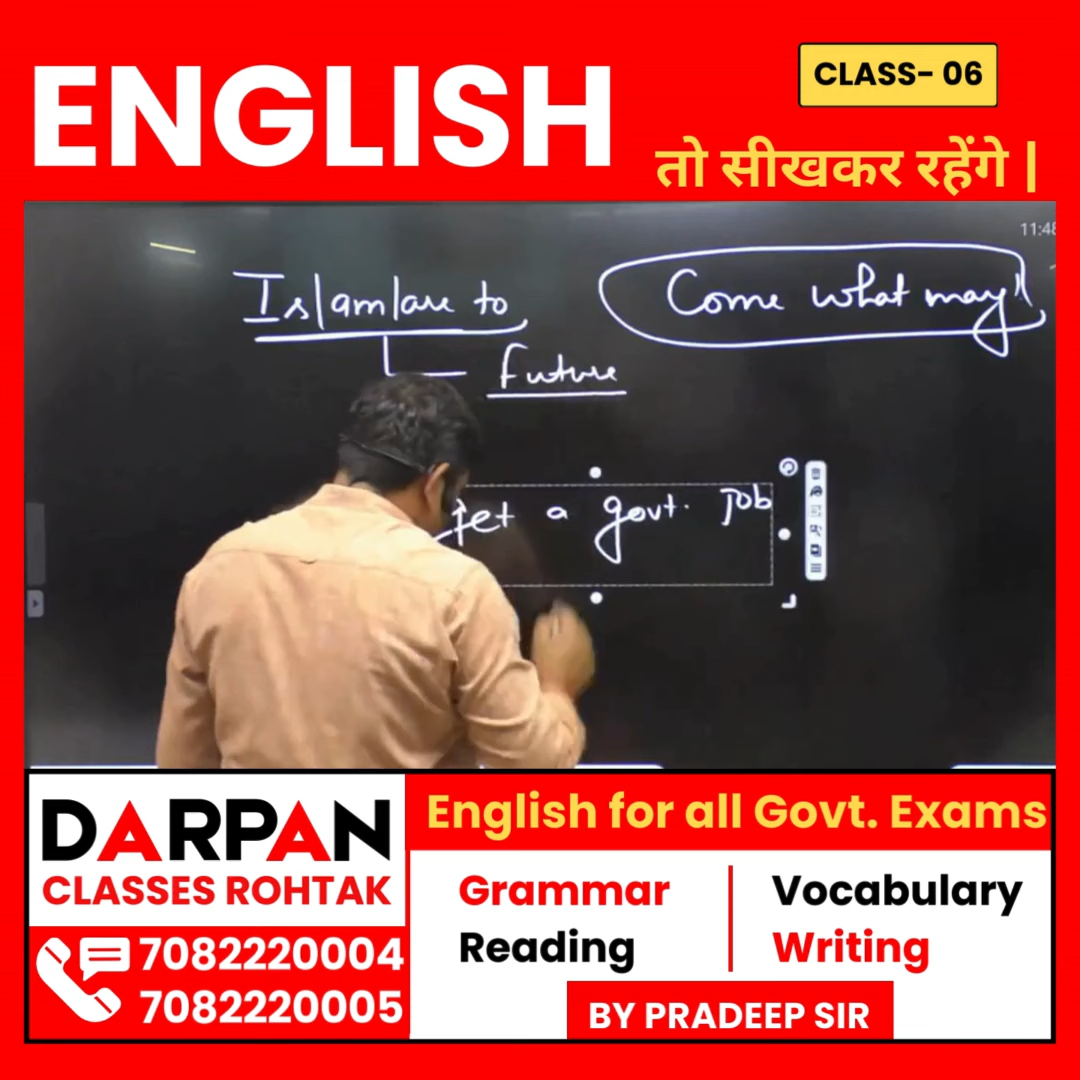 ENGLISH
CLASS- 06
तो सीखकर रहेंगे |
11:48
Is/am/are to
Come what may
Future
get a govt. Job
DARPAN
CLASSES ROHTAK
7082220004
7082220005
English for all Govt. Exams
Grammar
Vocabulary
Reading
Writing
BY PRADEEP SIR